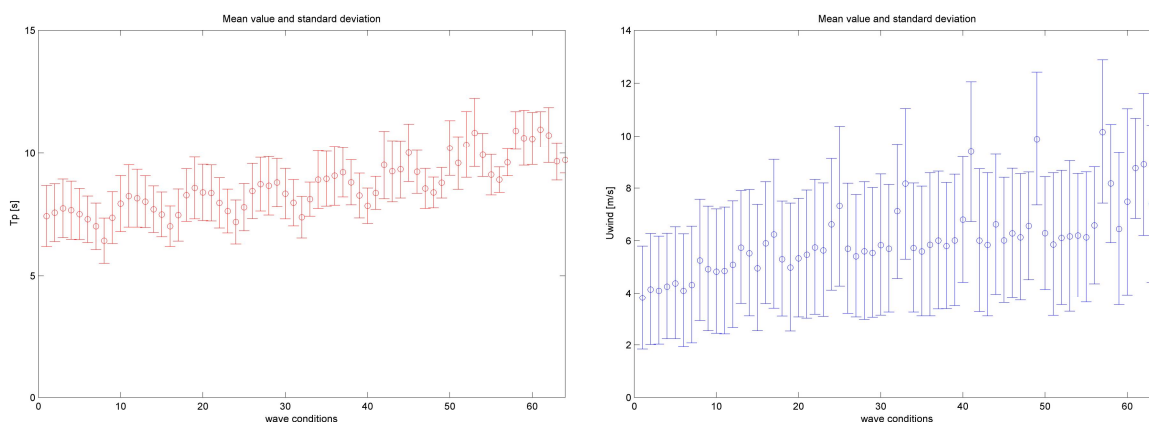 Mean value and standard deviation
15
10
5
0
Tp [s]
0 10 20 30 40 50 60
wave conditions
Mean value and standard deviation
14
12
10
8
6
4
2
0
Uwind [m/s]
0 10 20 30 40 50 60
wave conditions